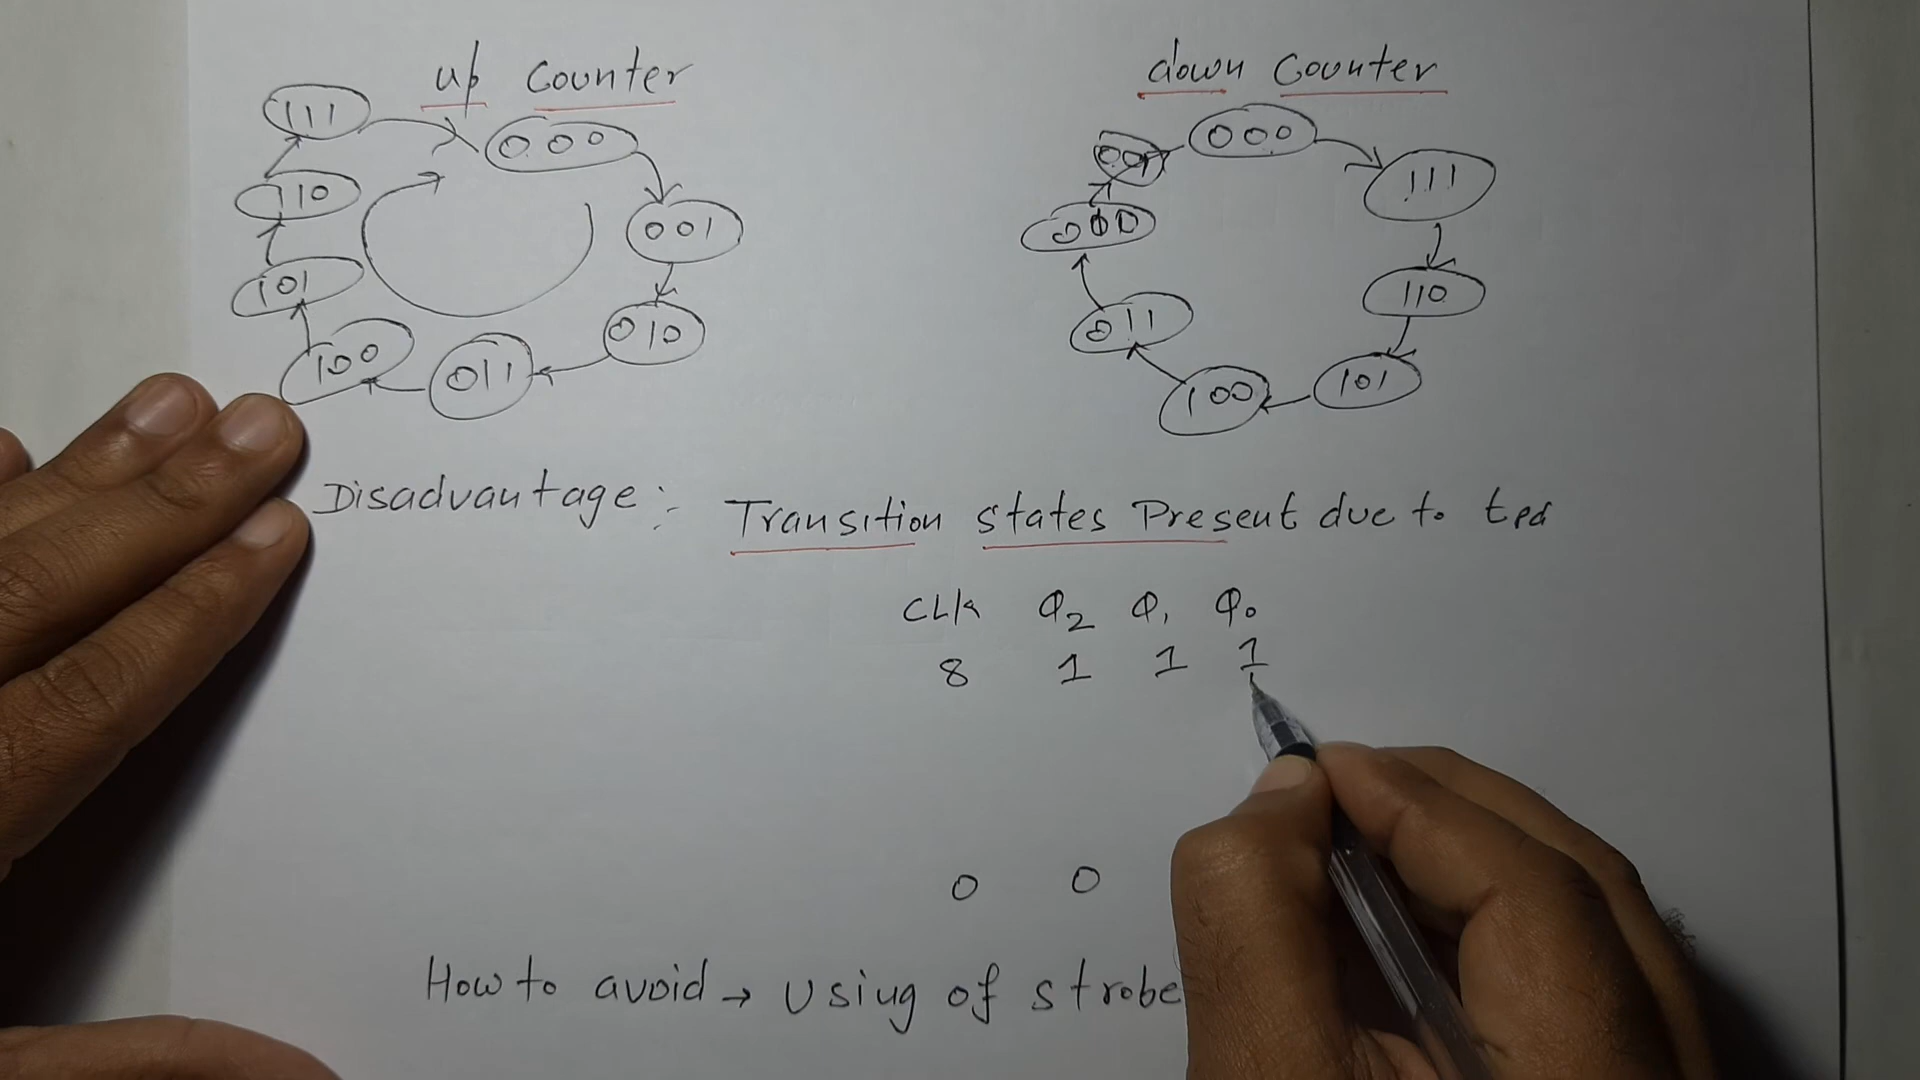 up Counter
111
000
110
001
101
010
100
011
down Counter
000
001
111
110
011
101
100
Disadvantage :- Transition states Present due to tpd
CLK Q2 Q1 Q0
8 1 1 1
0 0
How to avoid → Using of strobe